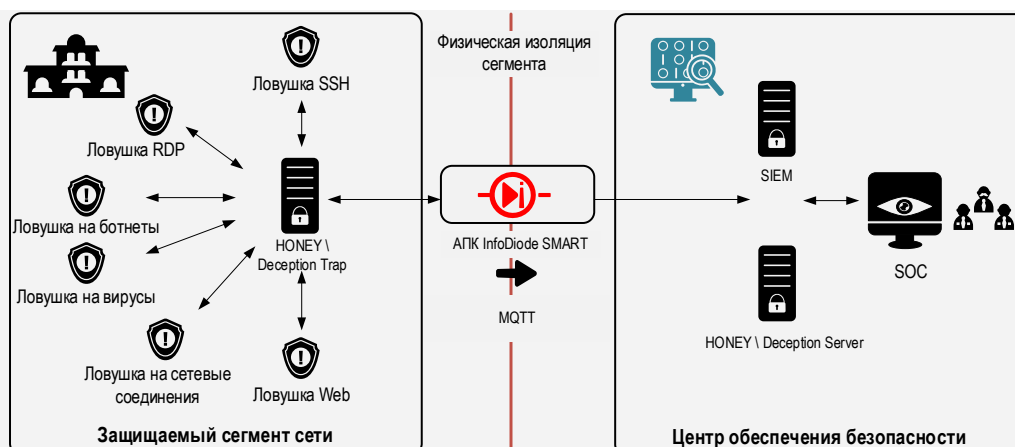 Ловушка SSH
Ловушка RDP
Ловушка на ботнеты
HONEY \
Deception Trap
Ловушка на вирусы
Ловушка на сетевые
соединения
Ловушка Web
Защищаемый сегмент сети
Физическая изоляция
сегмента
АПК InfoDiode SMART
MQTT
SIEM
SOC
HONEY \ Deception Server
Центр обеспечения безопасности